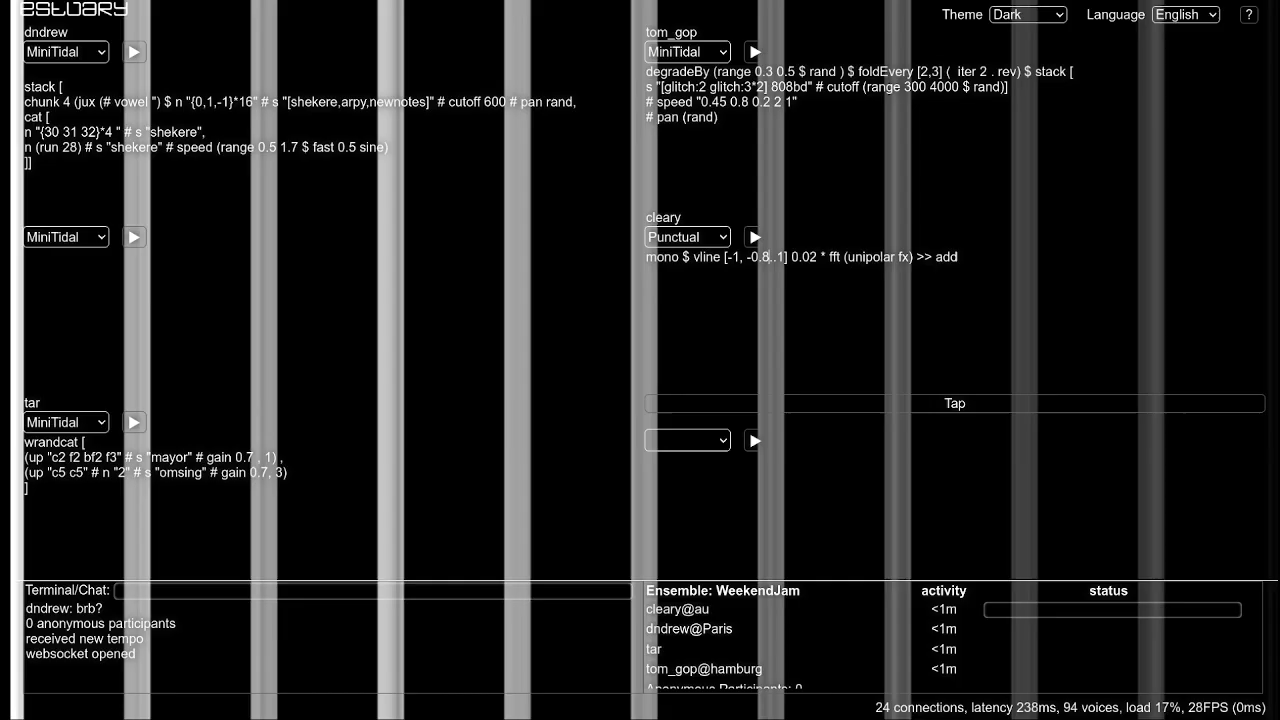 estuary
Theme Dark Language English ?
dndrew
MiniTidal
stack [
chunk 4 (jux (# vowel ") $ n "{0,1,-1}*16" # s "[shekere,arpy,newnotes]" # cutoff 600 # pan rand,
cat [
n "{30 31 32}*4 " # s "shekere",
n (run 28) # s "shekere" # speed (range 0.5 1.7 $ fast 0.5 sine)
]]
tom_gop
MiniTidal
degradeBy (range 0.3 0.5 $ rand ) $ foldEvery [2,3] ( iter 2 . rev) $ stack [
s "[glitch:2 glitch:3*2] 808bd" # cutoff (range 300 4000 $ rand)]
# speed "0.45 0.8 0.2 2 1"
# pan (rand)
MiniTidal
cleary
Punctual
mono $ vline [-1, -0.8..1] 0.02 * fft (unipolar fx) >> add
tar
MiniTidal
wrandcat [
(up "c2 f2 bf2 f3" # s "mayor" # gain 0.7 , 1) ,
(up "c5 c5" # n "2" # s "omsing" # gain 0.7, 3)
]
Tap
Terminal/Chat:
dndrew: brb?
0 anonymous participants
received new tempo
websocket opened
Ensemble: WeekendJam activity status
cleary@au <1m
dndrew@Paris <1m
tar <1m
tom_gop@hamburg <1m
Anonymous Participants: 0
24 connections, latency 238ms, 94 voices, load 17%, 28FPS (0ms)